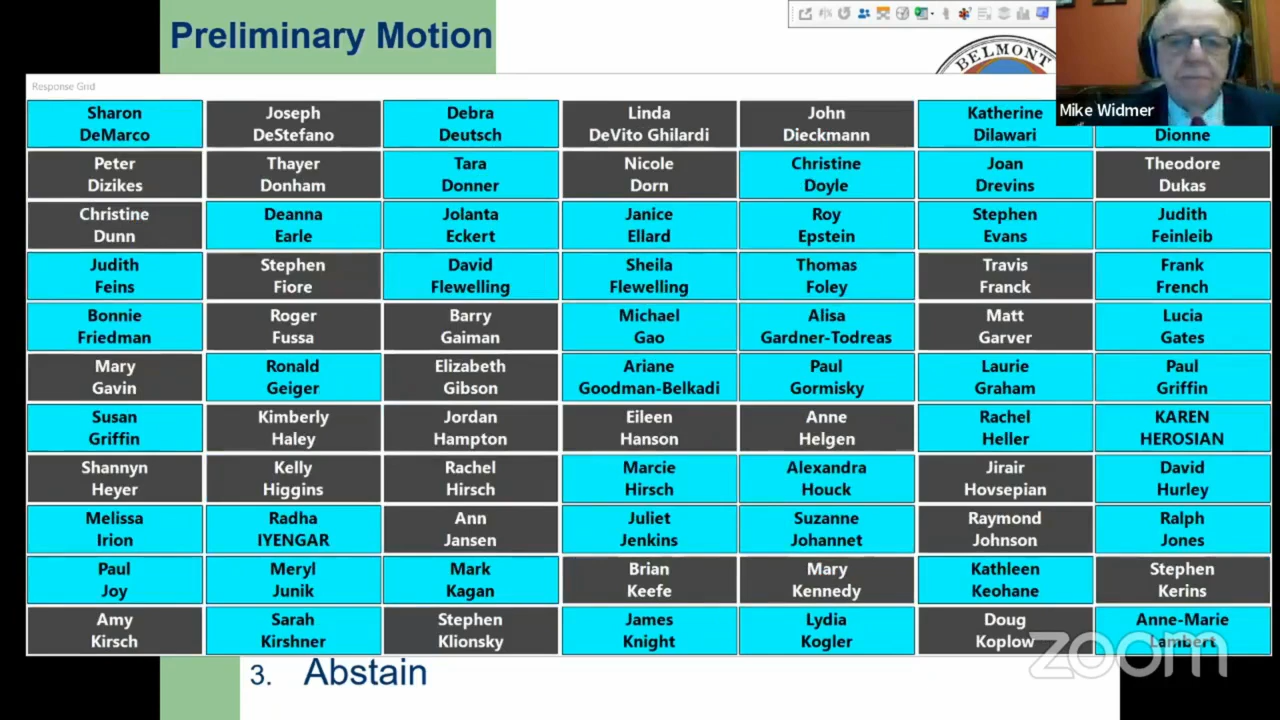 Preliminary Motion
BELMONT
Mike Widmer
Response Grid
Sharon DeMarco
Joseph DeStefano
Debra Deutsch
Linda DeVito Ghilardi
John Dieckmann
Katherine Dilawari
Dionne
Peter Dizikes
Thayer Donham
Tara Donner
Nicole Dorn
Christine Doyle
Joan Drevins
Theodore Dukas
Christine Dunn
Deanna Earle
Jolanta Eckert
Janice Ellard
Roy Epstein
Stephen Evans
Judith Feinleib
Judith Feins
Stephen Fiore
David Flewelling
Sheila Flewelling
Thomas Foley
Travis Franck
Frank French
Bonnie Friedman
Roger Fussa
Barry Gaiman
Michael Gao
Alisa Gardner-Todreas
Matt Garver
Lucia Gates
Mary Gavin
Ronald Geiger
Elizabeth Gibson
Ariane Goodman-Belkadi
Paul Gormisky
Laurie Graham
Paul Griffin
Susan Griffin
Kimberly Haley
Jordan Hampton
Eileen Hanson
Anne Helgen
Rachel Heller
KAREN HEROSIAN
Shannyn Heyer
Kelly Higgins
Rachel Hirsch
Marcie Hirsch
Alexandra Houck
Jirair Hovsepian
David Hurley
Melissa Irion
Radha IYENGAR
Ann Jansen
Juliet Jenkins
Suzanne Johannet
Raymond Johnson
Ralph Jones
Paul Joy
Meryl Junik
Mark Kagan
Brian Keefe
Mary Kennedy
Kathleen Keohane
Stephen Kerins
Amy Kirsch
Sarah Kirshner
Stephen Klionsky
James Knight
Lydia Kogler
Doug Koplow
Anne-Marie Lambert
zoom
3. Abstain